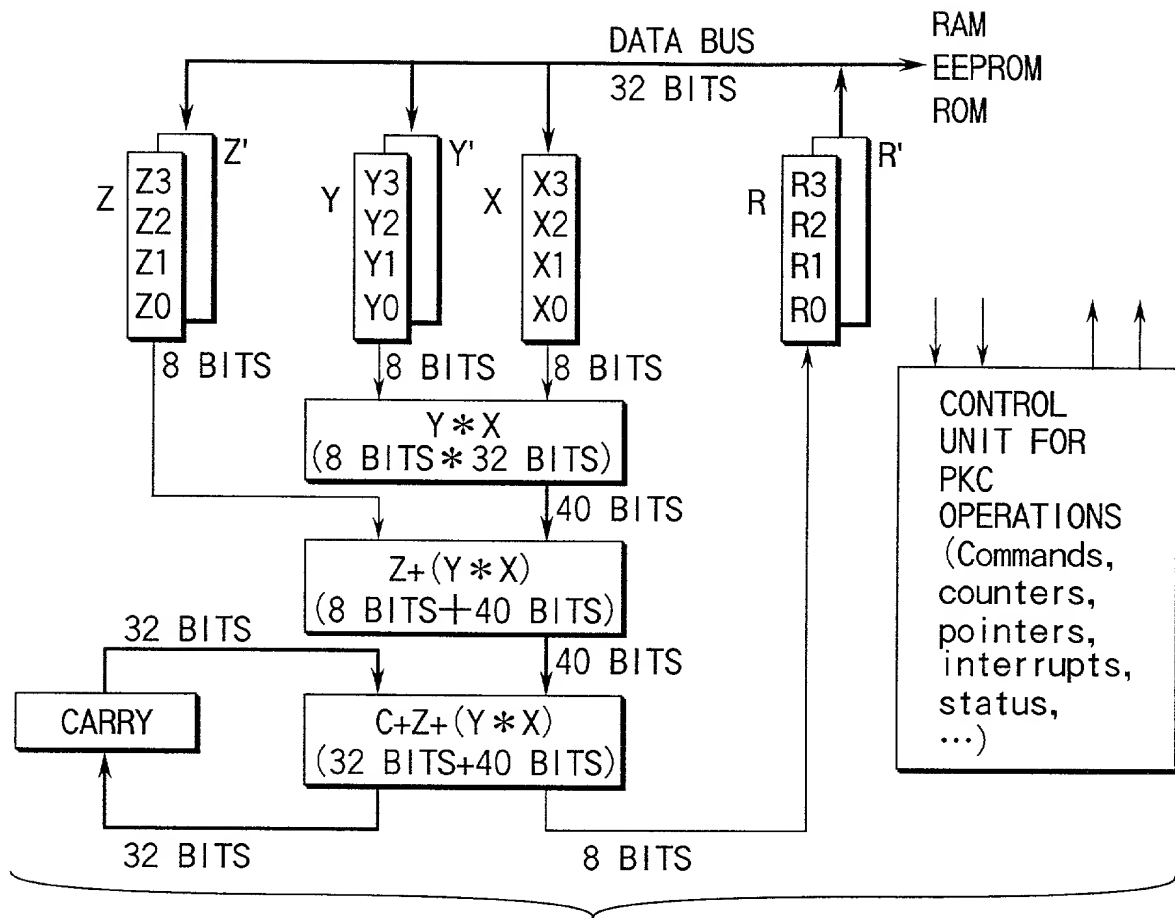 DATA BUS
32 BITS
RAM
EEPROM
ROM
Z
Z3
Z2
Z1
Z0
Z'
Y
Y3
Y2
Y1
Y0
Y'
X
X3
X2
X1
X0
R
R3
R2
R1
R0
R'
8 BITS
8 BITS
8 BITS
Y*X
(8 BITS*32 BITS)
40 BITS
Z+(Y*X)
(8 BITS+40 BITS)
40 BITS
32 BITS
CARRY
C+Z+(Y*X)
(32 BITS+40 BITS)
32 BITS
8 BITS
CONTROL
UNIT FOR
PKC
OPERATIONS
(Commands,
counters,
pointers,
interrupts,
status,
...)